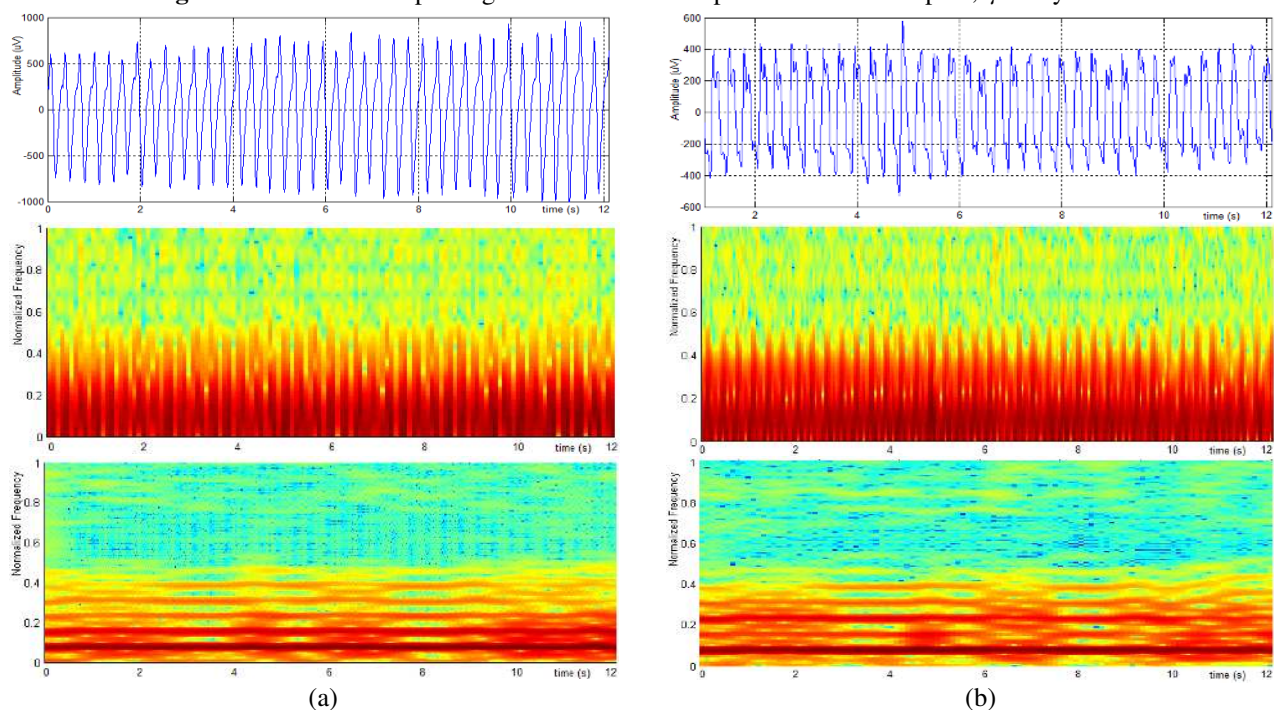 1000
500
0
-500
-1000
Amplitude (uV)
0 2 4 6 8 10 time (s) 12
600
400
200
0
-200
-400
-600
Amplitude (uV)
2 4 6 8 10 time (s) 12
1
0.8
0.6
0.4
0.2
0
Normalized Frequency
0 2 4 6 8 10 time (s) 12
1
0.8
0.6
0.4
0.2
0
Normalized Frequency
0 2 4 6 8 10 time (s) 12
1
0.8
0.6
0.4
0.2
0
Normalized Frequency
0 2 4 6 8 10 time (s) 12
1
0.8
0.6
0.4
0.2
0
Normalized Frequency
0 2 4 6 8 10 time (s) 12
(a)
(b)